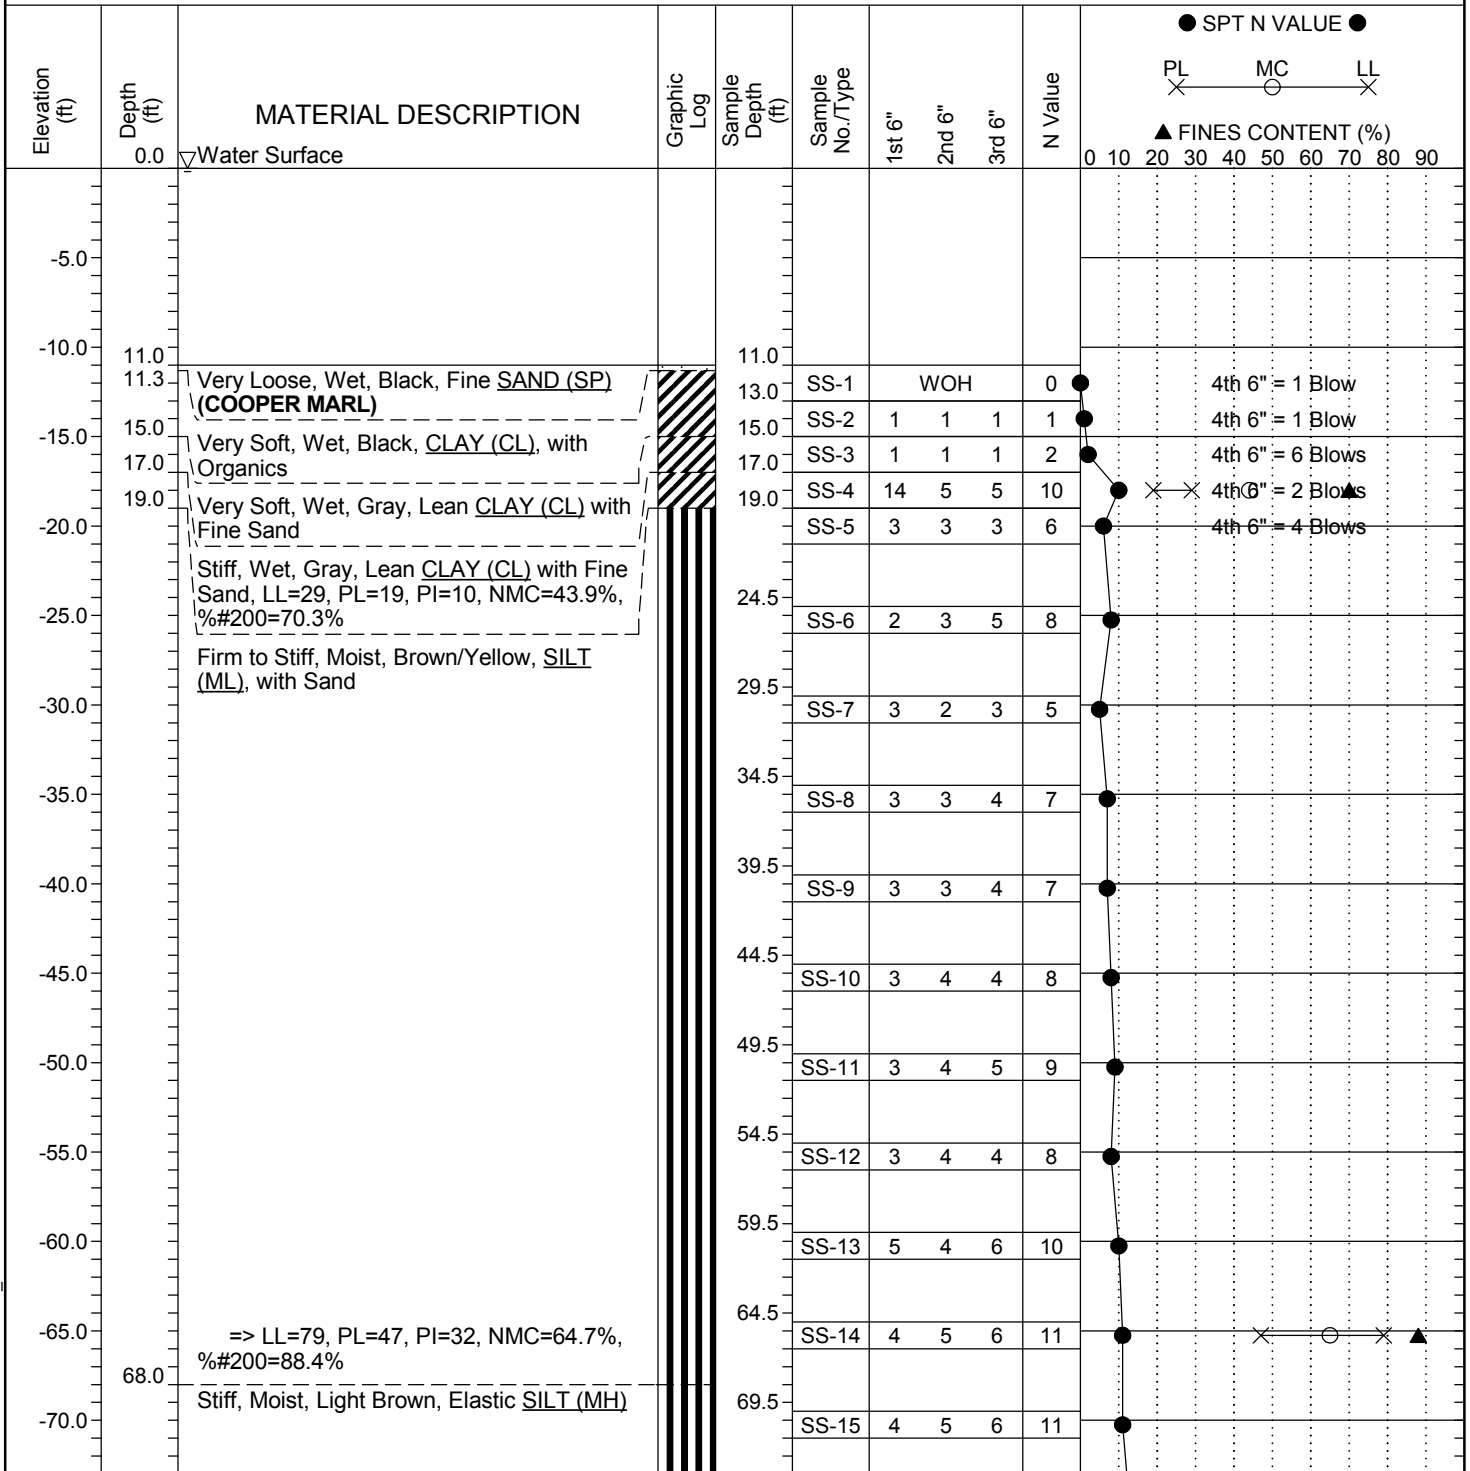 ● SPT N VALUE ●
PL MC LL
▲ FINES CONTENT (%)
0 10 20 30 40 50 60 70 80 90
Elevation (ft)
Depth (ft)
MATERIAL DESCRIPTION
Graphic Log
Sample Depth (ft)
Sample No./Type
1st 6"
2nd 6"
3rd 6"
N Value
0.0 Water Surface
-5.0
-10.0
11.0 11.0
11.3 Very Loose, Wet, Black, Fine SAND (SP)
(COOPER MARL)
13.0 SS-1 WOH 0 4th 6" = 1 Blow
-15.0 15.0 Very Soft, Wet, Black, CLAY (CL), with
Organics
15.0 SS-2 1 1 1 1 4th 6" = 1 Blow
17.0 17.0 SS-3 1 1 1 2 4th 6" = 6 Blows
19.0 Very Soft, Wet, Gray, Lean CLAY (CL) with
Fine Sand
19.0 SS-4 14 5 5 10 4th 6" = 2 Blows
-20.0 SS-5 3 3 3 6 4th 6" = 4 Blows
Stiff, Wet, Gray, Lean CLAY (CL) with Fine
Sand, LL=29, PL=19, PI=10, NMC=43.9%,
%#200=70.3%
24.5
-25.0 SS-6 2 3 5 8
Firm to Stiff, Moist, Brown/Yellow, SILT
(ML), with Sand
29.5
-30.0 SS-7 3 2 3 5
34.5
-35.0 SS-8 3 3 4 7
39.5
-40.0 SS-9 3 3 4 7
44.5
-45.0 SS-10 3 4 4 8
49.5
-50.0 SS-11 3 4 5 9
54.5
-55.0 SS-12 3 4 4 8
59.5
-60.0 SS-13 5 4 6 10
64.5
-65.0 => LL=79, PL=47, PI=32, NMC=64.7%,
%#200=88.4%
SS-14 4 5 6 11
68.0
Stiff, Moist, Light Brown, Elastic SILT (MH)
69.5
-70.0 SS-15 4 5 6 11